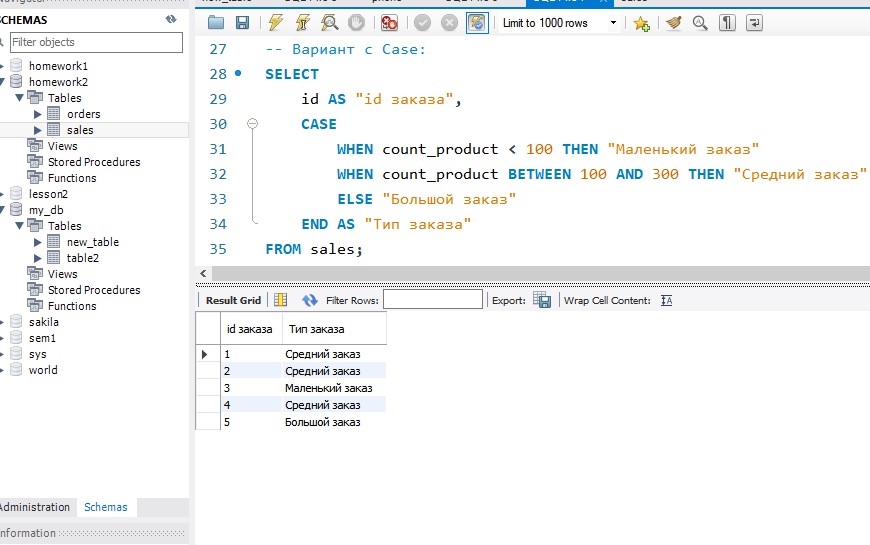 SCHEMAS
Filter objects
homework1
homework2
Tables
orders
sales
Views
Stored Procedures
Functions
lesson2
my_db
Tables
new_table
table2
Views
Stored Procedures
Functions
sakila
sem1
sys
world
Administration Schemas
Information
Limit to 1000 rows
27 -- Вариант с Case:
28 SELECT
29 id AS "id заказа",
30 CASE
31 WHEN count_product < 100 THEN "Маленький заказ"
32 WHEN count_product BETWEEN 100 AND 300 THEN "Средний заказ"
33 ELSE "Большой заказ"
34 END AS "Тип заказа"
35 FROM sales;
Result Grid Filter Rows: Export: Wrap Cell Content: IA
id заказа Тип заказа
1 Средний заказ
2 Средний заказ
3 Маленький заказ
4 Средний заказ
5 Большой заказ